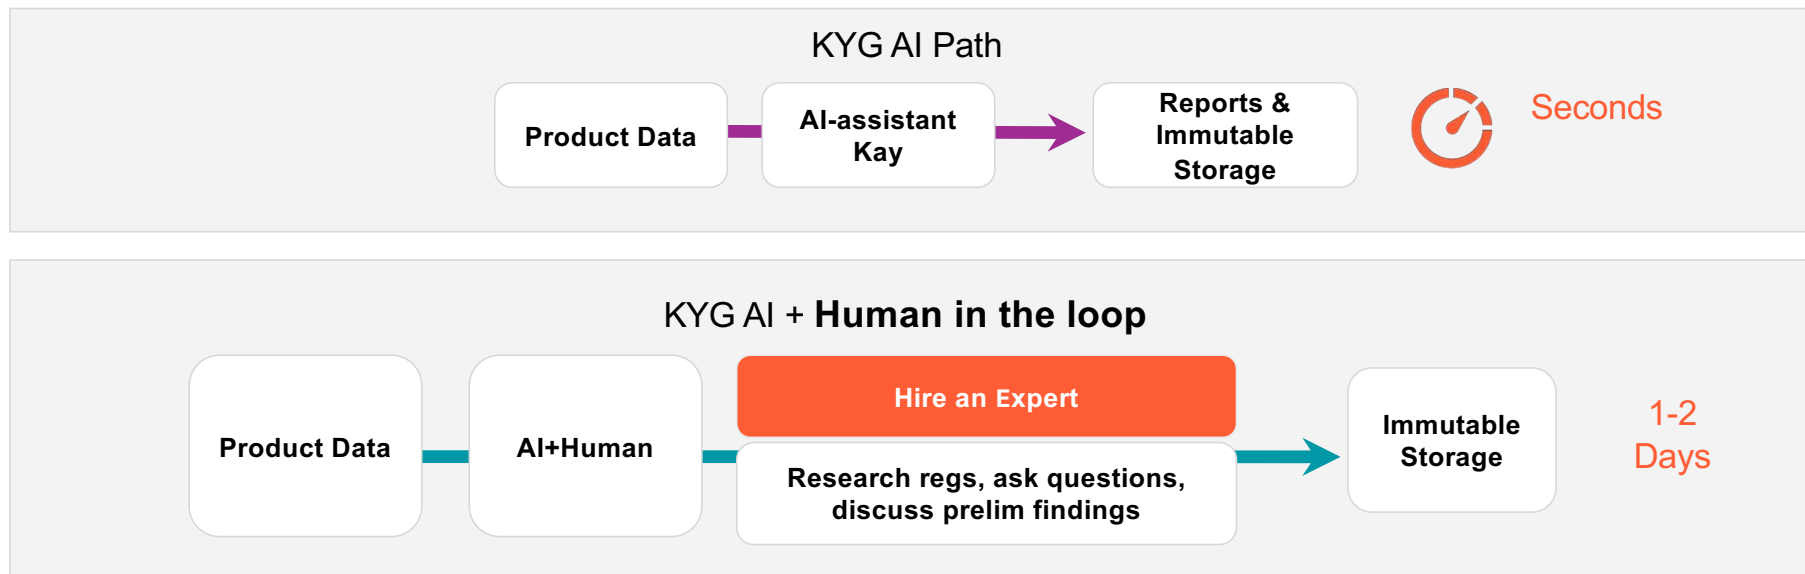 KYG AI Path
Product Data
AI-assistant
Kay
Reports &
Immutable
Storage
Seconds
KYG AI + Human in the loop
Product Data
AI+Human
Hire an Expert
Research regs, ask questions,
discuss prelim findings
Immutable
Storage
1-2
Days